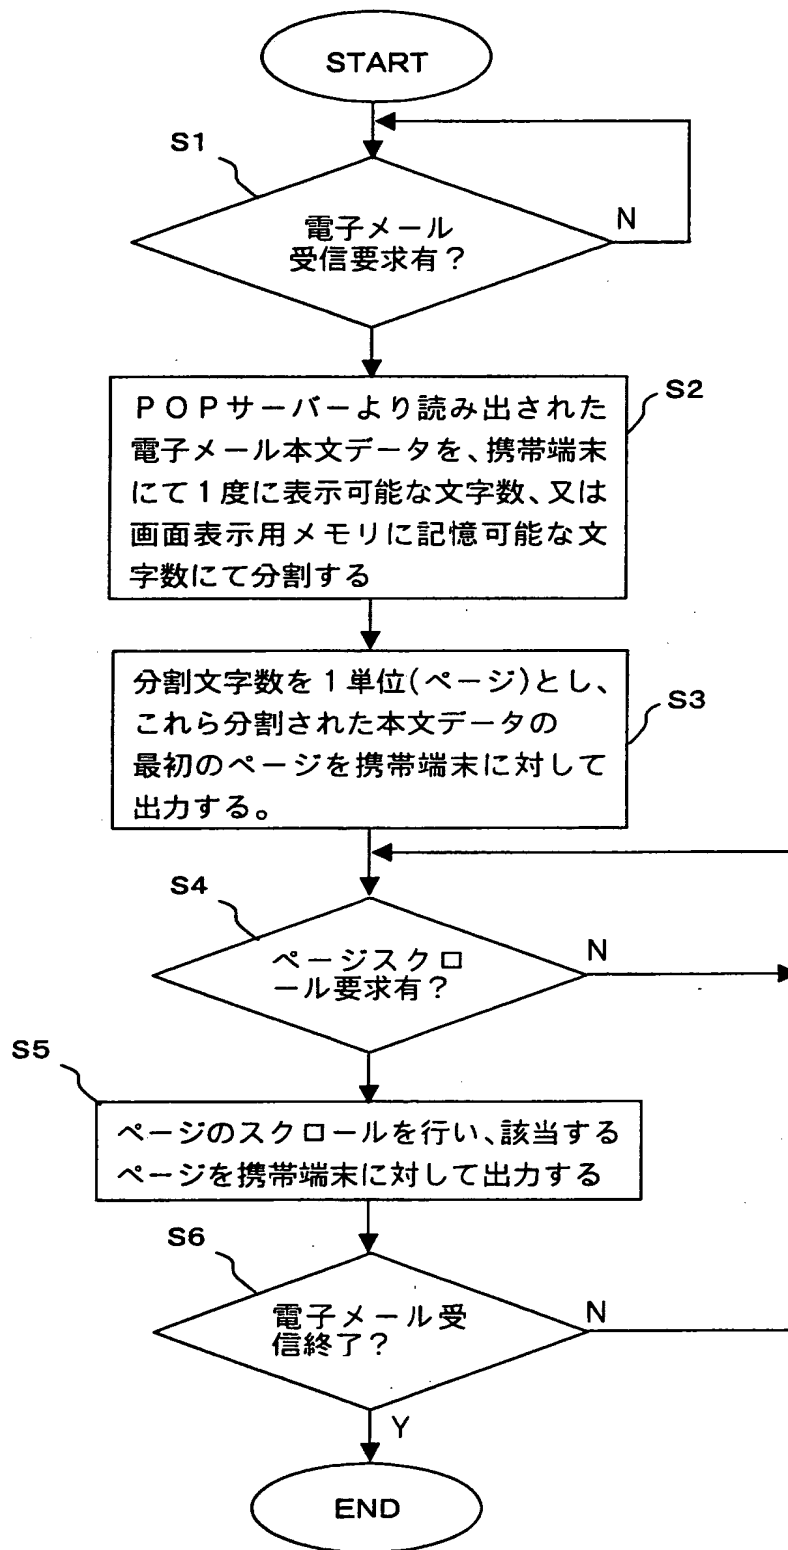 START
S1
電子メール
受信要求有？
N
S2
ＰＯＰサーバーより読み出された
電子メール本文データを、携帯端末
にて１度に表示可能な文字数、又は
画面表示用メモリに記憶可能な文
字数にて分割する
分割文字数を１単位(ページ)とし、
これら分割された本文データの
最初のページを携帯端末に対して
出力する。
S3
S4
ページスクロ
ール要求有？
N
S5
ページのスクロールを行い、該当する
ページを携帯端末に対して出力する
S6
電子メール受
信終了？
N
Y
END